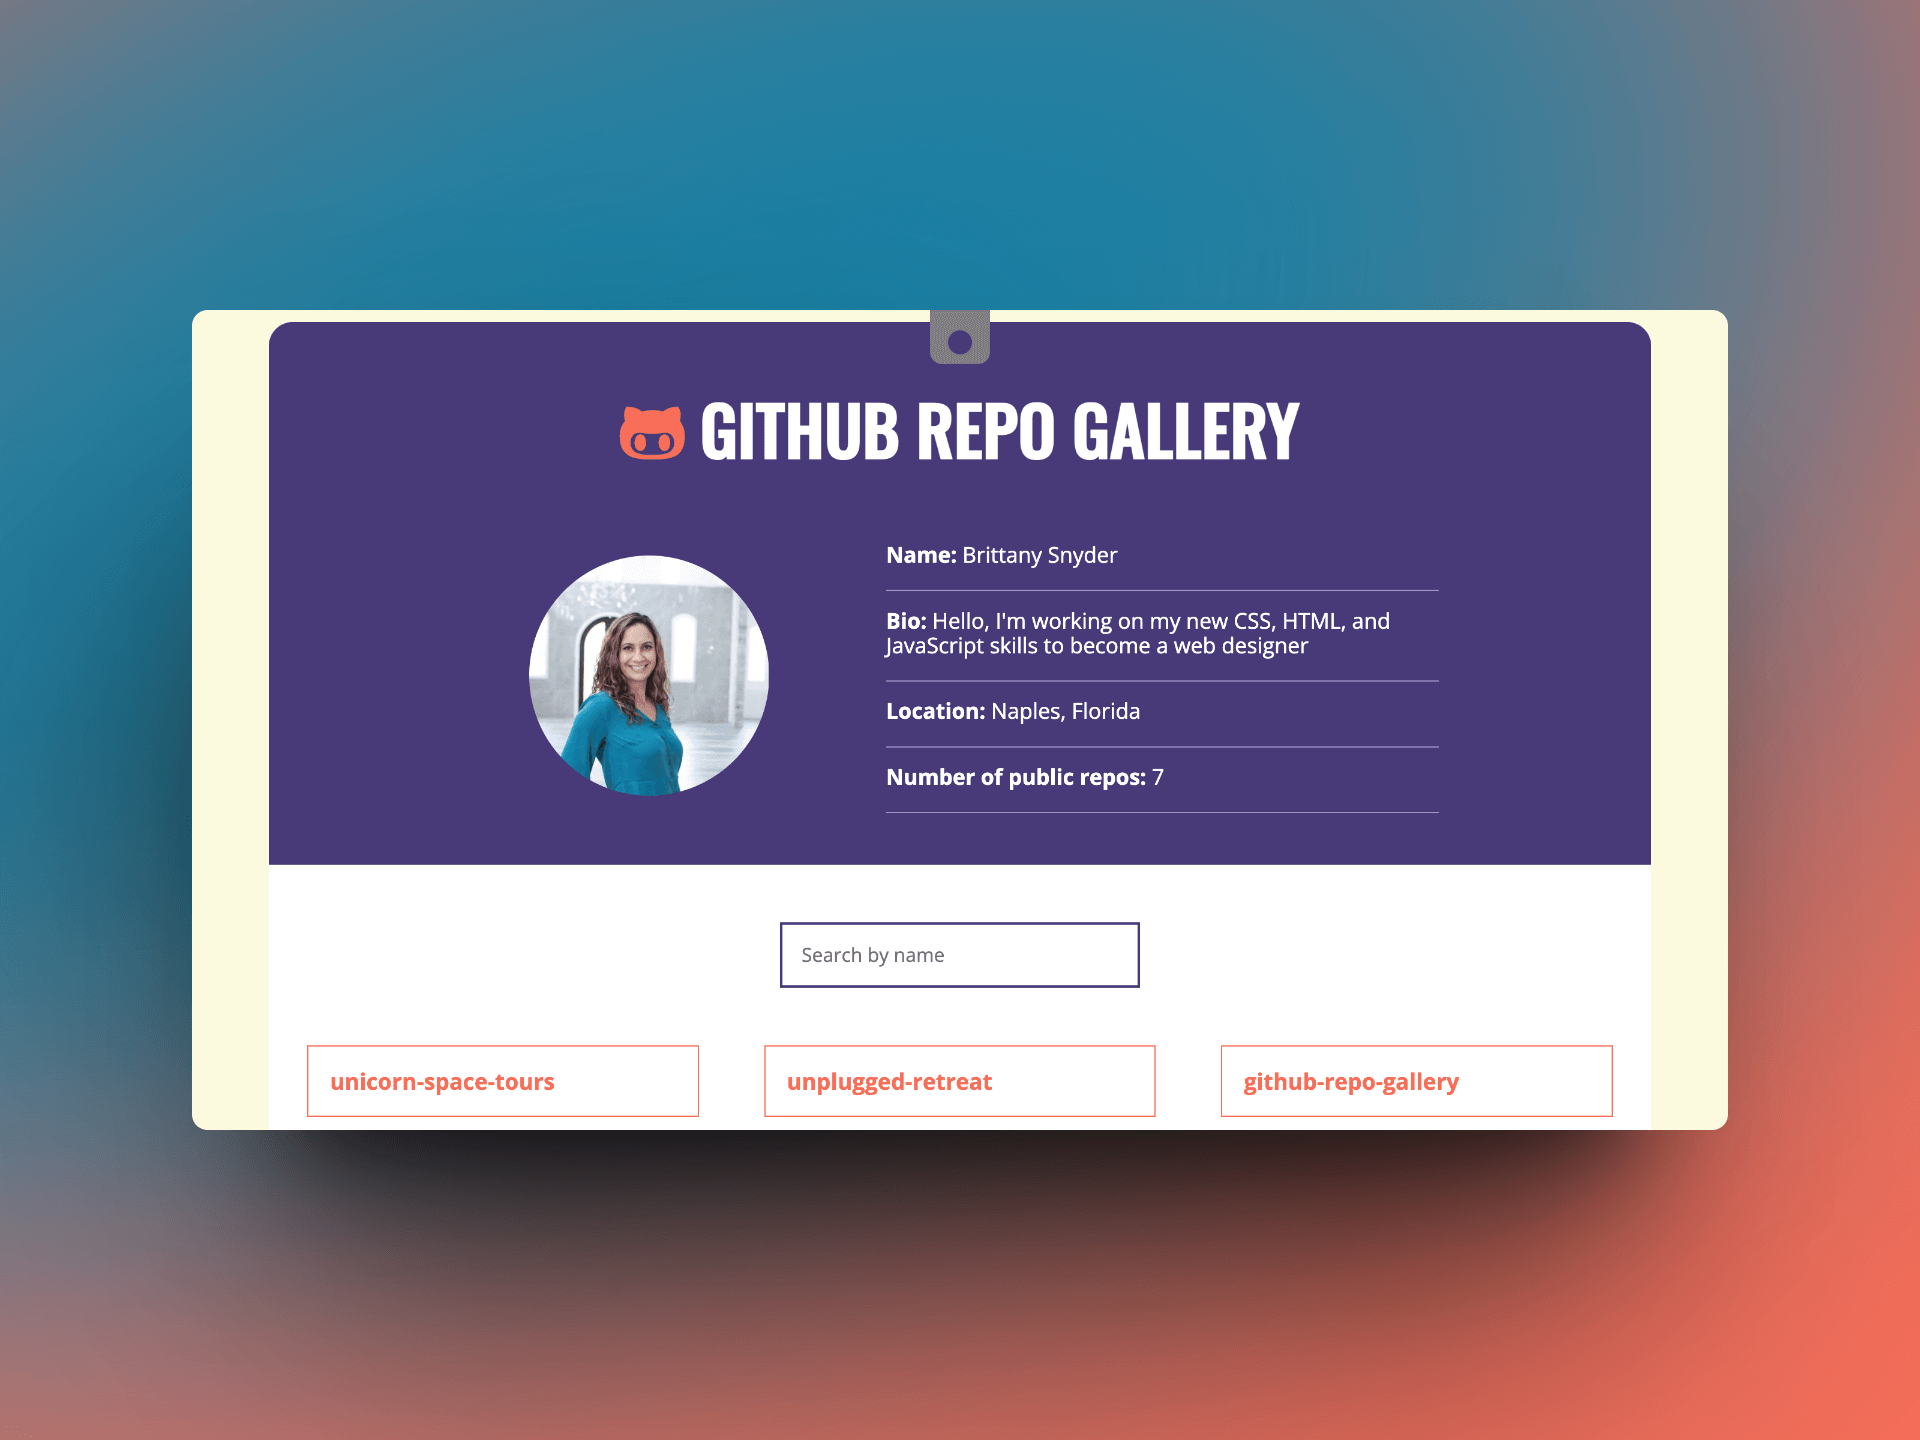 GITHUB REPO GALLERY
Name: Brittany Snyder
Bio: Hello, I'm working on my new CSS, HTML, and
JavaScript skills to become a web designer
Location: Naples, Florida
Number of public repos: 7
Search by name
unicorn-space-tours
unplugged-retreat
github-repo-gallery